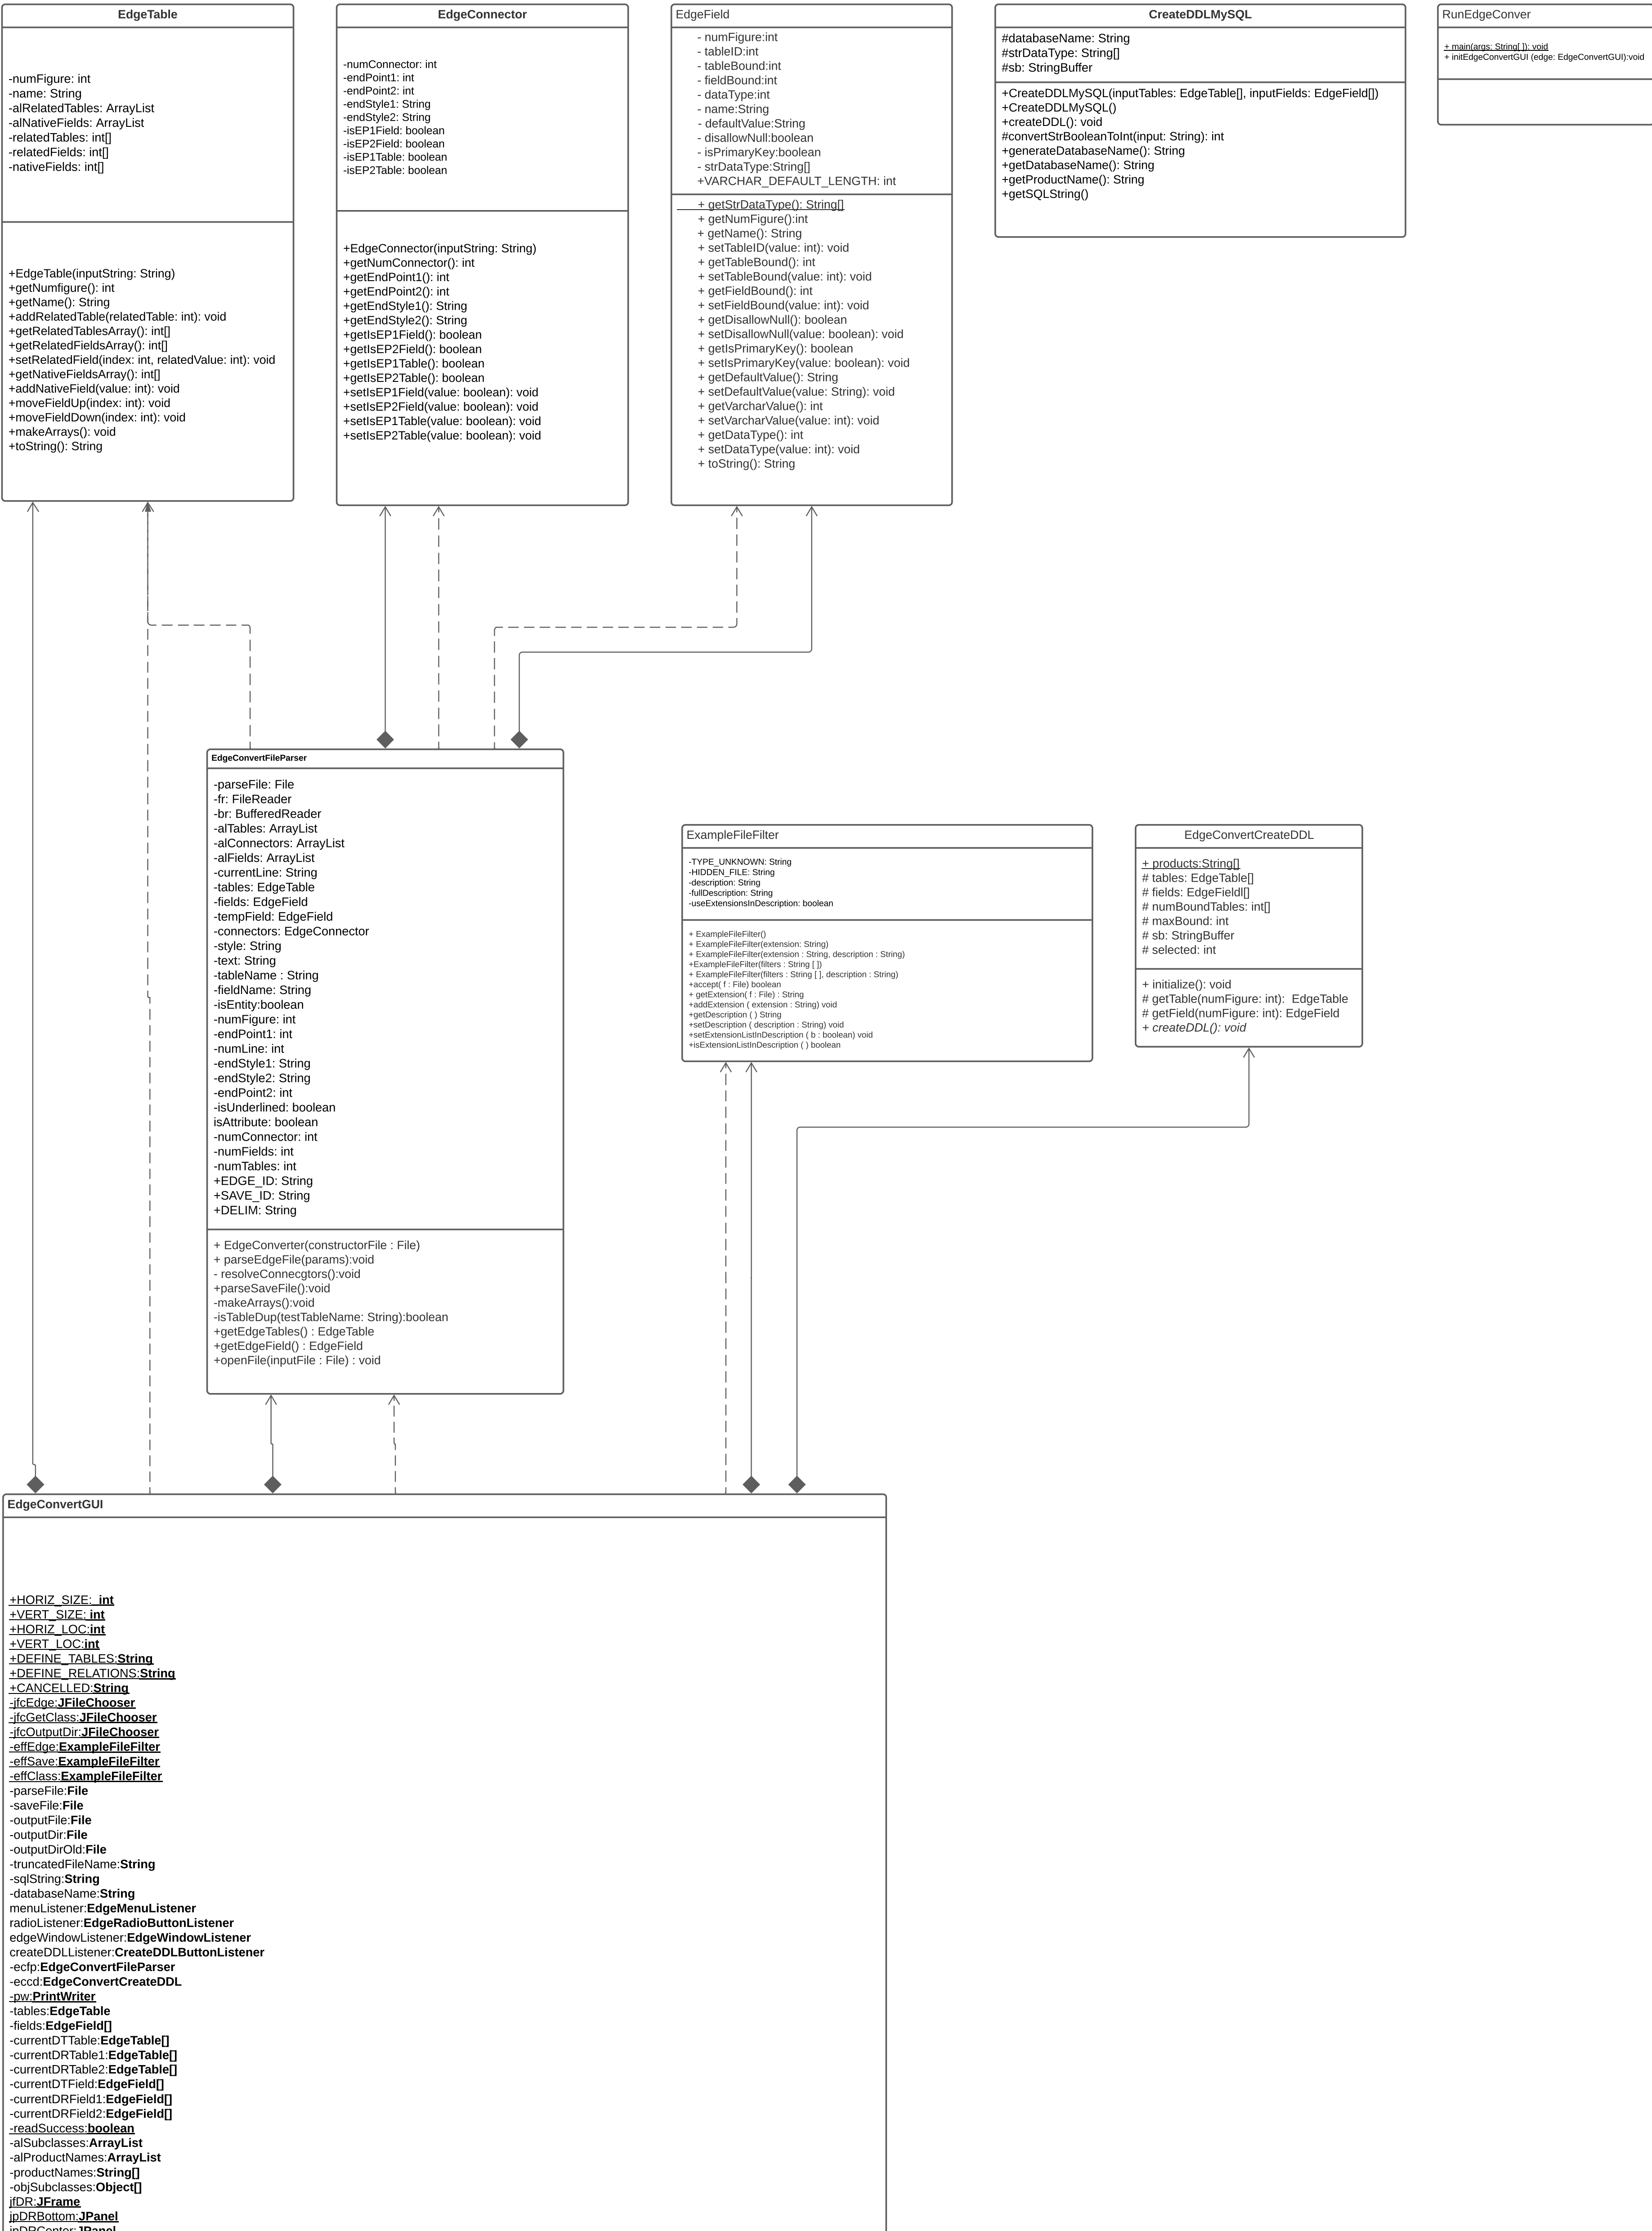 EdgeTable
-numFigure: int
-name: String
-alRelatedTables: ArrayList
-alNativeFields: ArrayList
-relatedTables: int[]
-relatedFields: int[]
-nativeFields: int[]
+EdgeTable(inputString: String)
+getNumfigure(): int
+getName(): String
+addRelatedTable(relatedTable: int): void
+getRelatedTablesArray(): int[]
+getRelatedFieldsArray(): int[]
+setRelatedField(index: int, relatedValue: int): void
+getNativeFieldsArray(): int[]
+addNativeField(value: int): void
+moveFieldUp(index: int): void
+moveFieldDown(index: int): void
+makeArrays(): void
+toString(): String
EdgeConnector
-numConnector: int
-endPoint1: int
-endPoint2: int
-endStyle1: String
-endStyle2: String
-isEP1Field: boolean
-isEP2Field: boolean
-isEP1Table: boolean
-isEP2Table: boolean
+EdgeConnector(inputString: String)
+getNumConnector(): int
+getEndPoint1(): int
+getEndPoint2(): int
+getEndStyle1(): String
+getEndStyle2(): String
+getIsEP1Field(): boolean
+getIsEP2Field(): boolean
+getIsEP1Table(): boolean
+getIsEP2Table(): boolean
+setIsEP1Field(value: boolean): void
+setIsEP2Field(value: boolean): void
+setIsEP1Table(value: boolean): void
+setIsEP2Table(value: boolean): void
EdgeField
- numFigure:int
- tableID:int
- tableBound:int
- fieldBound:int
- dataType:int
- name:String
- defaultValue:String
- disallowNull:boolean
- isPrimaryKey:boolean
- strDataType:String[]
+VARCHAR_DEFAULT_LENGTH: int
+ getStrDataType(): String[]
+ getNumFigure():int
+ getName(): String
+ setTableID(value: int): void
+ getTableBound(): int
+ setTableBound(value: int): void
+ getFieldBound(): int
+ setFieldBound(value: int): void
+ getDisallowNull(): boolean
+ setDisallowNull(value: boolean): void
+ getIsPrimaryKey(): boolean
+ setIsPrimaryKey(value: boolean): void
+ getDefaultValue(): String
+ setDefaultValue(value: String): void
+ getVarcharValue(): int
+ setVarcharValue(value: int): void
+ getDataType(): int
+ setDataType(value: int): void
+ toString(): String
CreateDDLMySQL
#databaseName: String
#strDataType: String[]
#sb: StringBuffer
+CreateDDLMySQL(inputTables: EdgeTable[], inputFields: EdgeField[])
+CreateDDLMySQL()
+createDDL(): void
#convertStrBooleanToInt(input: String): int
+generateDatabaseName(): String
+getDatabaseName(): String
+getProductName(): String
+getSQLString()
RunEdgeConver
+ main(args: String[ ]): void
+ initEdgeConvertGUI (edge: EdgeConvertGUI):void
EdgeConvertFileParser
-parseFile: File
-fr: FileReader
-br: BufferedReader
-alTables: ArrayList
-alConnectors: ArrayList
-alFields: ArrayList
-currentLine: String
-tables: EdgeTable
-fields: EdgeField
-tempField: EdgeField
-connectors: EdgeConnector
-style: String
-text: String
-tableName : String
-fieldName: String
-isEntity:boolean
-numFigure: int
-endPoint1: int
-numLine: int
-endStyle1: String
-endStyle2: String
-endPoint2: int
-isUnderlined: boolean
isAttribute: boolean
-numConnector: int
-numFields: int
-numTables: int
+EDGE_ID: String
+SAVE_ID: String
+DELIM: String
+ EdgeConverter(constructorFile : File)
+ parseEdgeFile(params):void
- resolveConnecgtors():void
+parseSaveFile():void
-makeArrays():void
-isTableDup(testTableName: String):boolean
+getEdgeTables() : EdgeTable
+getEdgeField() : EdgeField
+openFile(inputFile : File) : void
ExampleFileFilter
-TYPE_UNKNOWN: String
-HIDDEN_FILE: String
-description: String
-fullDescription: String
-useExtensionsInDescription: boolean
+ ExampleFileFilter()
+ ExampleFileFilter(extension: String)
+ ExampleFileFilter(extension : String, description : String)
+ExampleFileFilter(filters : String [ ])
+ ExampleFileFilter(filters : String [ ], description : String)
+accept( f : File) boolean
+ getExtension( f : File) : String
+addExtension ( extension : String) void
+getDescription ( ) String
+setDescription ( description : String) void
+setExtensionListInDescription ( b : boolean) void
+isExtensionListInDescription ( ) boolean
EdgeConvertCreateDDL
+ products:String[]
# tables: EdgeTable[]
# fields: EdgeFieldl[]
# numBoundTables: int[]
# maxBound: int
# sb: StringBuffer
# selected: int
+ initialize(): void
# getTable(numFigure: int): EdgeTable
# getField(numFigure: int): EdgeField
+ createDDL(): void
EdgeConvertGUI
+HORIZ_SIZE: int
+VERT_SIZE: int
+HORIZ_LOC:int
+VERT_LOC:int
+DEFINE_TABLES:String
+DEFINE_RELATIONS:String
+CANCELLED:String
-jfcEdge:JFileChooser
-jfcGetClass:JFileChooser
-jfcOutputDir:JFileChooser
-effEdge:ExampleFileFilter
-effSave:ExampleFileFilter
-effClass:ExampleFileFilter
-parseFile:File
-saveFile:File
-outputFile:File
-outputDir:File
-outputDirOld:File
-truncatedFileName:String
-sqlString:String
-databaseName:String
menuListener:EdgeMenuListener
radioListener:EdgeRadioButtonListener
edgeWindowListener:EdgeWindowListener
createDDLListener:CreateDDLButtonListener
-ecfp:EdgeConvertFileParser
-eccd:EdgeConvertCreateDDL
-pw:PrintWriter
-tables:EdgeTable
-fields:EdgeField[]
-currentDTTable:EdgeTable[]
-currentDRTable1:EdgeTable[]
-currentDRTable2:EdgeTable[]
-currentDTField:EdgeField[]
-currentDRField1:EdgeField[]
-currentDRField2:EdgeField[]
-readSuccess:boolean
-alSubclasses:ArrayList
-alProductNames:ArrayList
-productNames:String[]
-objSubclasses:Object[]
jfDR:JFrame
jpDRBottom:JPanel
jpDRCenter:JPanel